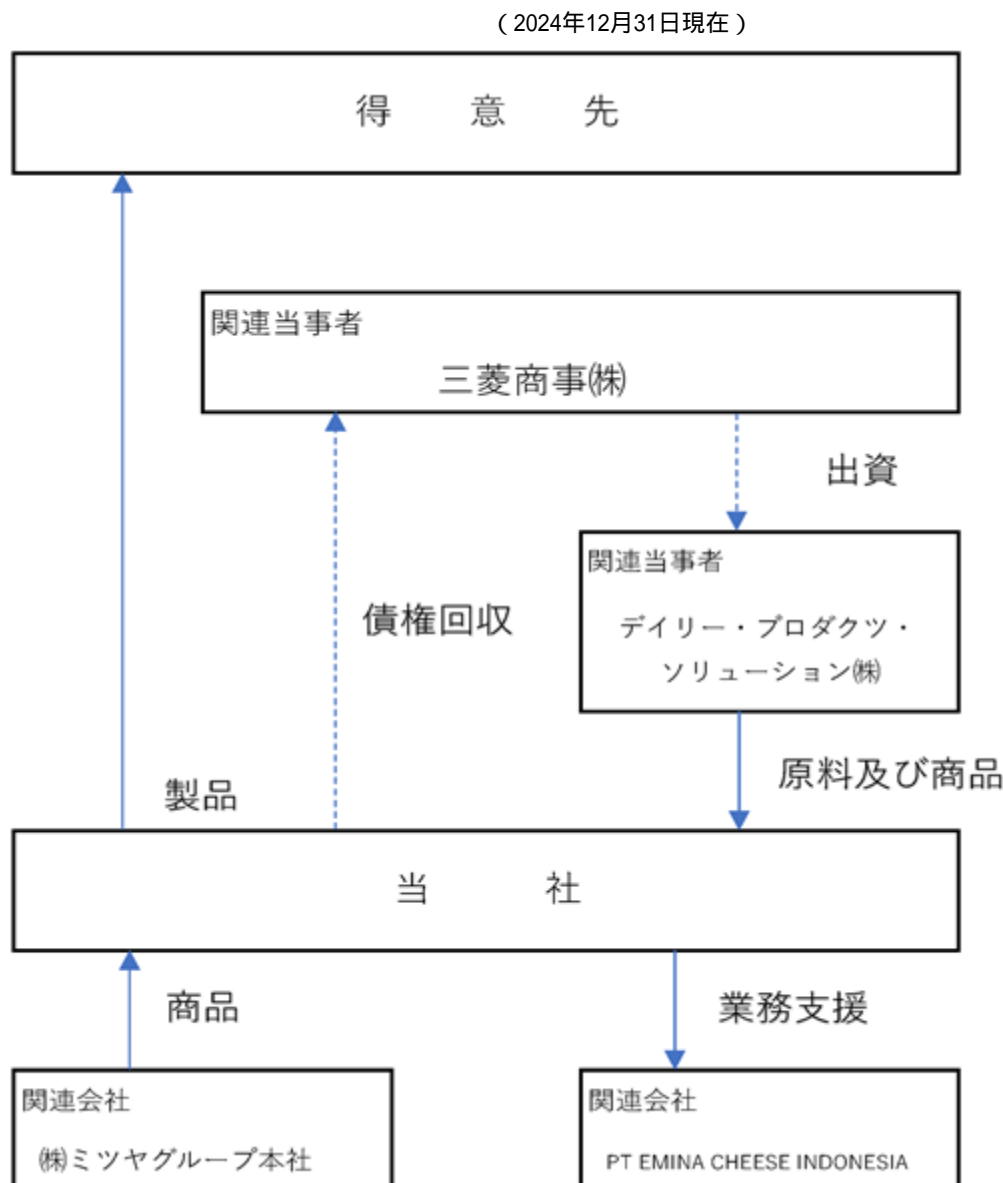 （2024年12月31日現在）
得意先
関連当事者
三菱商事㈱
出資
関連当事者
デイリー・プロダクツ・
ソリューション㈱
債権回収
原料及び商品
製品
当社
商品
業務支援
関連会社
㈱ミツヤグループ本社
関連会社
PT EMINA CHEESE INDONESIA